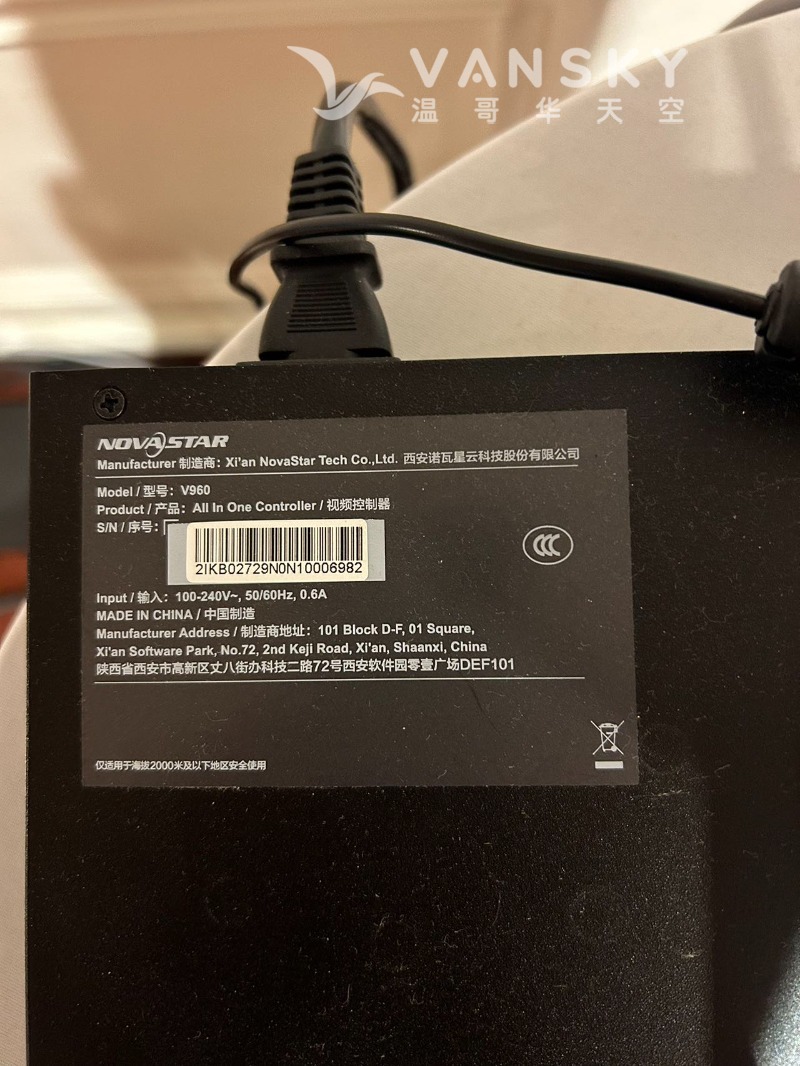 VANSKY
温哥华天空
NOVASTAR
Manufacturer 制造商: Xi'an NovaStar Tech Co.,Ltd. 西安诺瓦星云科技股份有限公司
Model / 型号: V960
Product / 产品: All In One Controller / 视频控制器
S/N / 序号:
2IKB02729N0N10006982
CCC
Input / 输入: 100-240V~, 50/60Hz, 0.6A
MADE IN CHINA / 中国制造
Manufacturer Address / 制造商地址: 101 Block D-F, 01 Square,
Xi'an Software Park, No.72, 2nd Keji Road, Xi'an, Shaanxi, China
陕西省西安市高新区丈八街办科技二路72号西安软件园零壹广场DEF101
仅适用于海拔2000米及以下地区安全使用